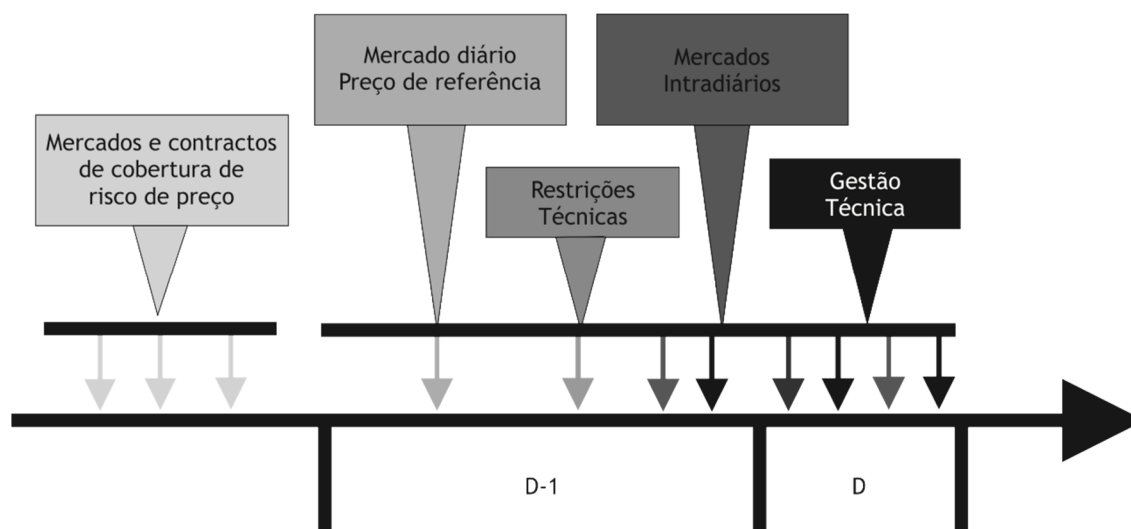 Mercados e contractos
de cobertura de
risco de preço
Mercado diário
Preço de referência
Restrições
Técnicas
Mercados
Intradiários
Gestão
Técnica
D-1
D